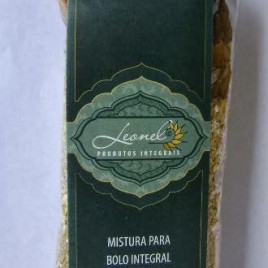 Leonel
PRODUTOS INTEGRAIS
MISTURA PARA
BOLO INTEGRAL